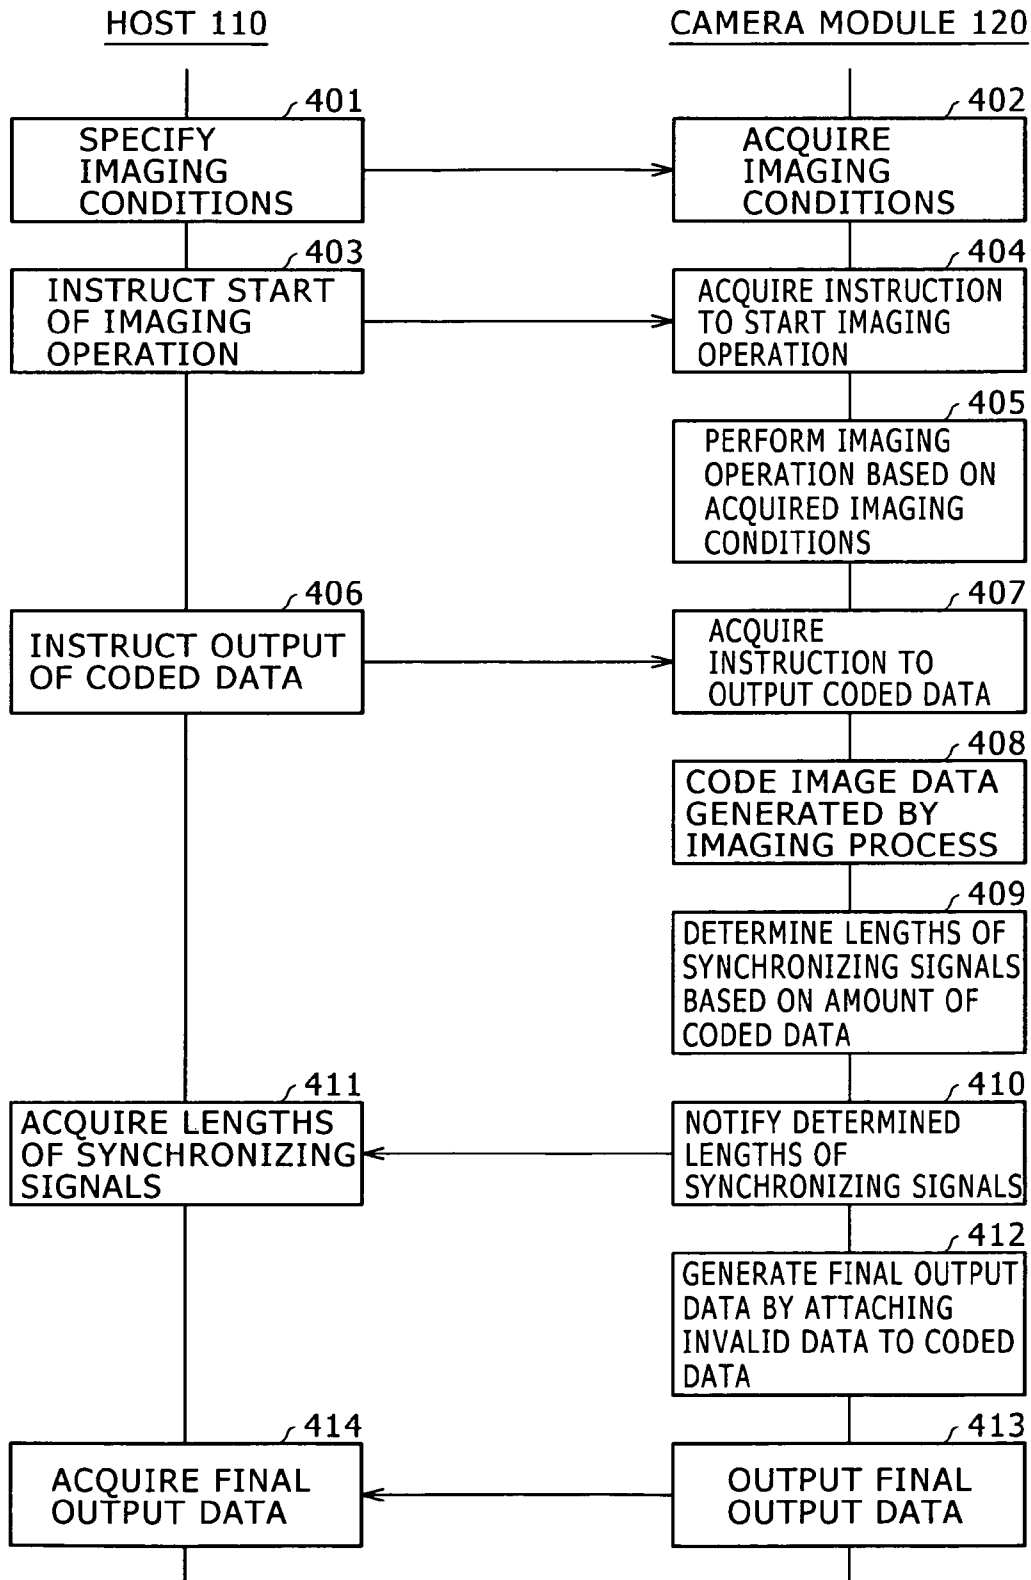 HOST 110
CAMERA MODULE 120
401
SPECIFY
IMAGING
CONDITIONS
402
ACQUIRE
IMAGING
CONDITIONS
403
INSTRUCT START
OF IMAGING
OPERATION
404
ACQUIRE INSTRUCTION
TO START IMAGING
OPERATION
405
PERFORM IMAGING
OPERATION BASED ON
ACQUIRED IMAGING
CONDITIONS
406
INSTRUCT OUTPUT
OF CODED DATA
407
ACQUIRE
INSTRUCTION TO
OUTPUT CODED DATA
408
CODE IMAGE DATA
GENERATED BY
IMAGING PROCESS
409
DETERMINE LENGTHS OF
SYNCHRONIZING SIGNALS
BASED ON AMOUNT OF
CODED DATA
411
ACQUIRE LENGTHS
OF SYNCHRONIZING
SIGNALS
410
NOTIFY DETERMINED
LENGTHS OF
SYNCHRONIZING SIGNALS
412
GENERATE FINAL OUTPUT
DATA BY ATTACHING
INVALID DATA TO CODED
DATA
414
ACQUIRE FINAL
OUTPUT DATA
413
OUTPUT FINAL
OUTPUT DATA